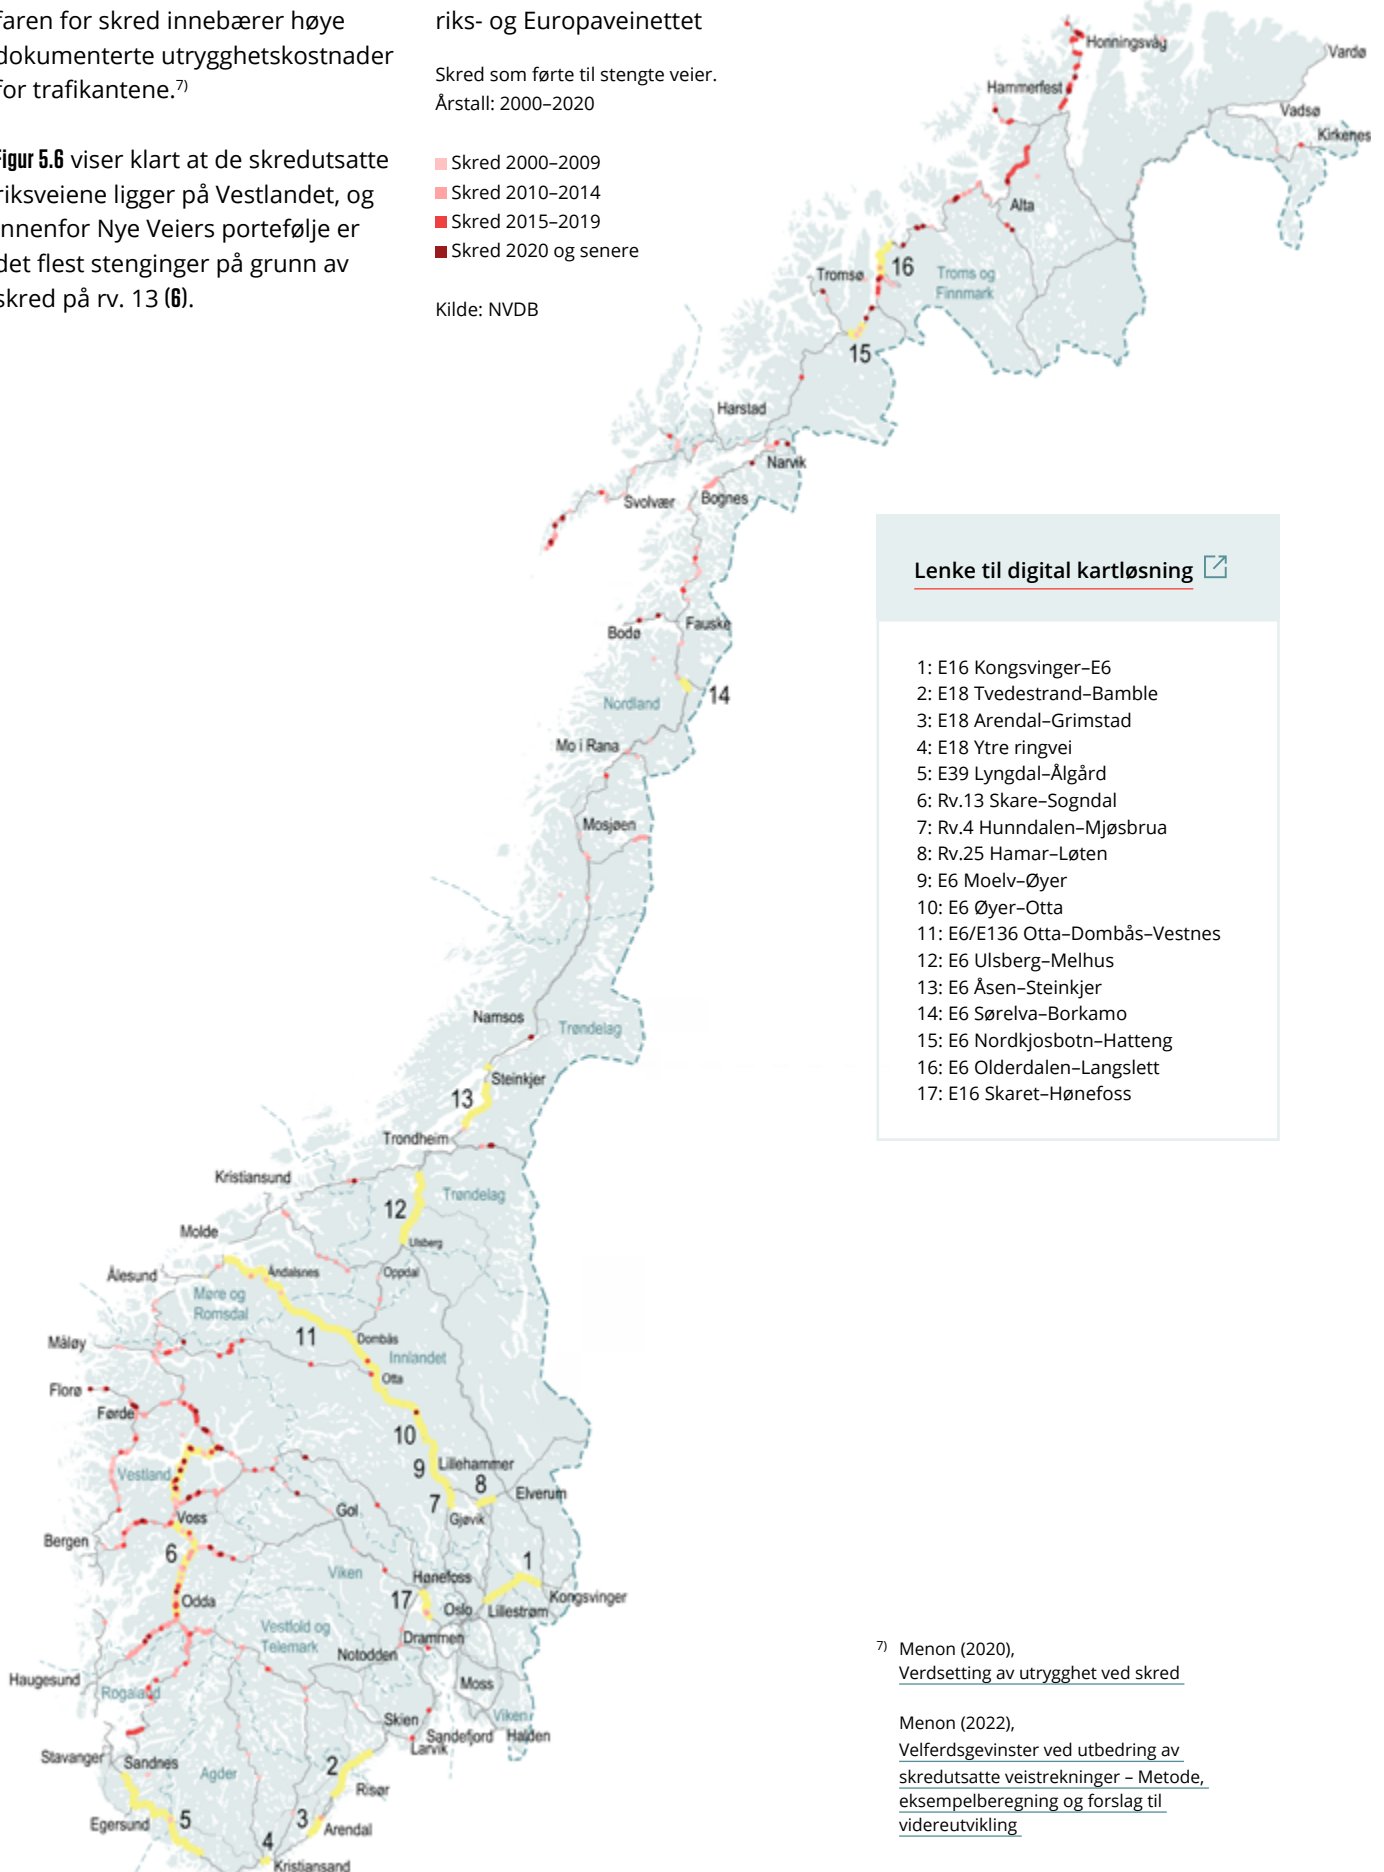 faren for skred innebærer høye
dokumenterte utrygghetskostnader
for trafikantene.7)
Figur 5.6 viser klart at de skredutsatte
riksveiene ligger på Vestlandet, og
innenfor Nye Veiers portefølje er
det flest stenginger på grunn av
skred på rv. 13 (6).
riks- og Europaveinettet
Skred som førte til stengte veier.
Årstall: 2000–2020
Skred 2000–2009
Skred 2010–2014
Skred 2015–2019
Skred 2020 og senere
Kilde: NVDB
Honningsvåg
Vardø
Hammerfest
Vadsø
Kirkenes
Alta
Tromsø
16
Troms og
Finnmark
15
Harstad
Narvik
Svolvær
Bognes
Bodø
Fauske
14
Nordland
Mo i Rana
Mosjøen
Namsos
Trøndelag
Steinkjer
13
Trondheim
Kristiansund
12
Trøndelag
Molde
Ulsberg
Ålesund
Åndalsnes
Oppdal
Møre og
Romsdal
11
Dombås
Måløy
Innlandet
Otta
Florø
Førde
10
9
Lillehammer
Vestland
8
7
Elverum
Gol
Voss
Gjøvik
Bergen
6
1
Viken
Hønefoss
17
Kongsvinger
Odda
Oslo
Lillestrøm
Vestfold og
Telemark
Drammen
Notodden
Haugesund
Moss
Rogaland
Skien
Viken
Sandefjord
Halden
Larvik
Stavanger
Sandnes
2
Agder
Risør
5
3
Egersund
Arendal
4
Kristiansand
Lenke til digital kartløsning
1: E16 Kongsvinger–E6
2: E18 Tvedestrand–Bamble
3: E18 Arendal–Grimstad
4: E18 Ytre ringvei
5: E39 Lyngdal–Ålgård
6: Rv.13 Skare–Sogndal
7: Rv.4 Hunndalen–Mjøsbrua
8: Rv.25 Hamar–Løten
9: E6 Moelv–Øyer
10: E6 Øyer–Otta
11: E6/E136 Otta–Dombås–Vestnes
12: E6 Ulsberg–Melhus
13: E6 Åsen–Steinkjer
14: E6 Sørelva–Borkamo
15: E6 Nordkjosbotn–Hatteng
16: E6 Olderdalen–Langslett
17: E16 Skaret–Hønefoss
7) Menon (2020),
Verdsetting av utrygghet ved skred
Menon (2022),
Velferdsgevinster ved utbedring av
skredutsatte veistrekninger – Metode,
eksempelberegning og forslag til
videreutvikling